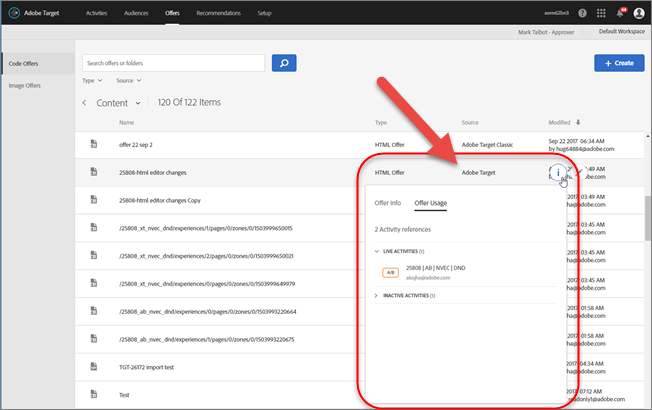 Adobe Target Activities Audiences Offers Recommendations Setup
Mark Talbot - Approver Default Workspace
Code Offers
Image Offers
Search offers or folders
Create
Type Source
Content 120 Of 122 Items
Name Type Source Modified
offer 22 sep 2 HTML Offer Adobe Target Classic Sep 22 2017 06:34 AM
by hug64884@adobe.com
25808-html editor changes HTML Offer Adobe Target :49 AM
ha@adobe.com
25808-html editor changes Copy 2017 03:49 AM
ha@adobe.com
/25808_xt_nvec_dnd/experiences/1/pages/0/zones/0/1503999650015 2017 03:45 AM
ha@adobe.com
/25808_xt_nvec_dnd/experiences/2/pages/0/zones/0/1503999650021 2017 03:45 AM
ha@adobe.com
/25808_xt_nvec_dnd/experiences/0/pages/0/zones/0/1503999649979 2017 03:45 AM
ha@adobe.com
/25808_ab_nvec_dnd/experiences/1/pages/0/zones/0/1503993220664 2017 01:58 AM
ha@adobe.com
/25808_ab_nvec_dnd/experiences/0/pages/0/zones/0/1503993220675 2017 01:58 AM
ha@adobe.com
TGT-26172 import test 2017 04:34 AM
ha@adobe.com
Test 2017 07:12 AM
readonly1@adobe.com
Offer Info Offer Usage
2 Activity references
LIVE ACTIVITIES (1)
A/B 25808 | AB | NVEC | DND
akojha@adobe.com
INACTIVE ACTIVITIES (1)